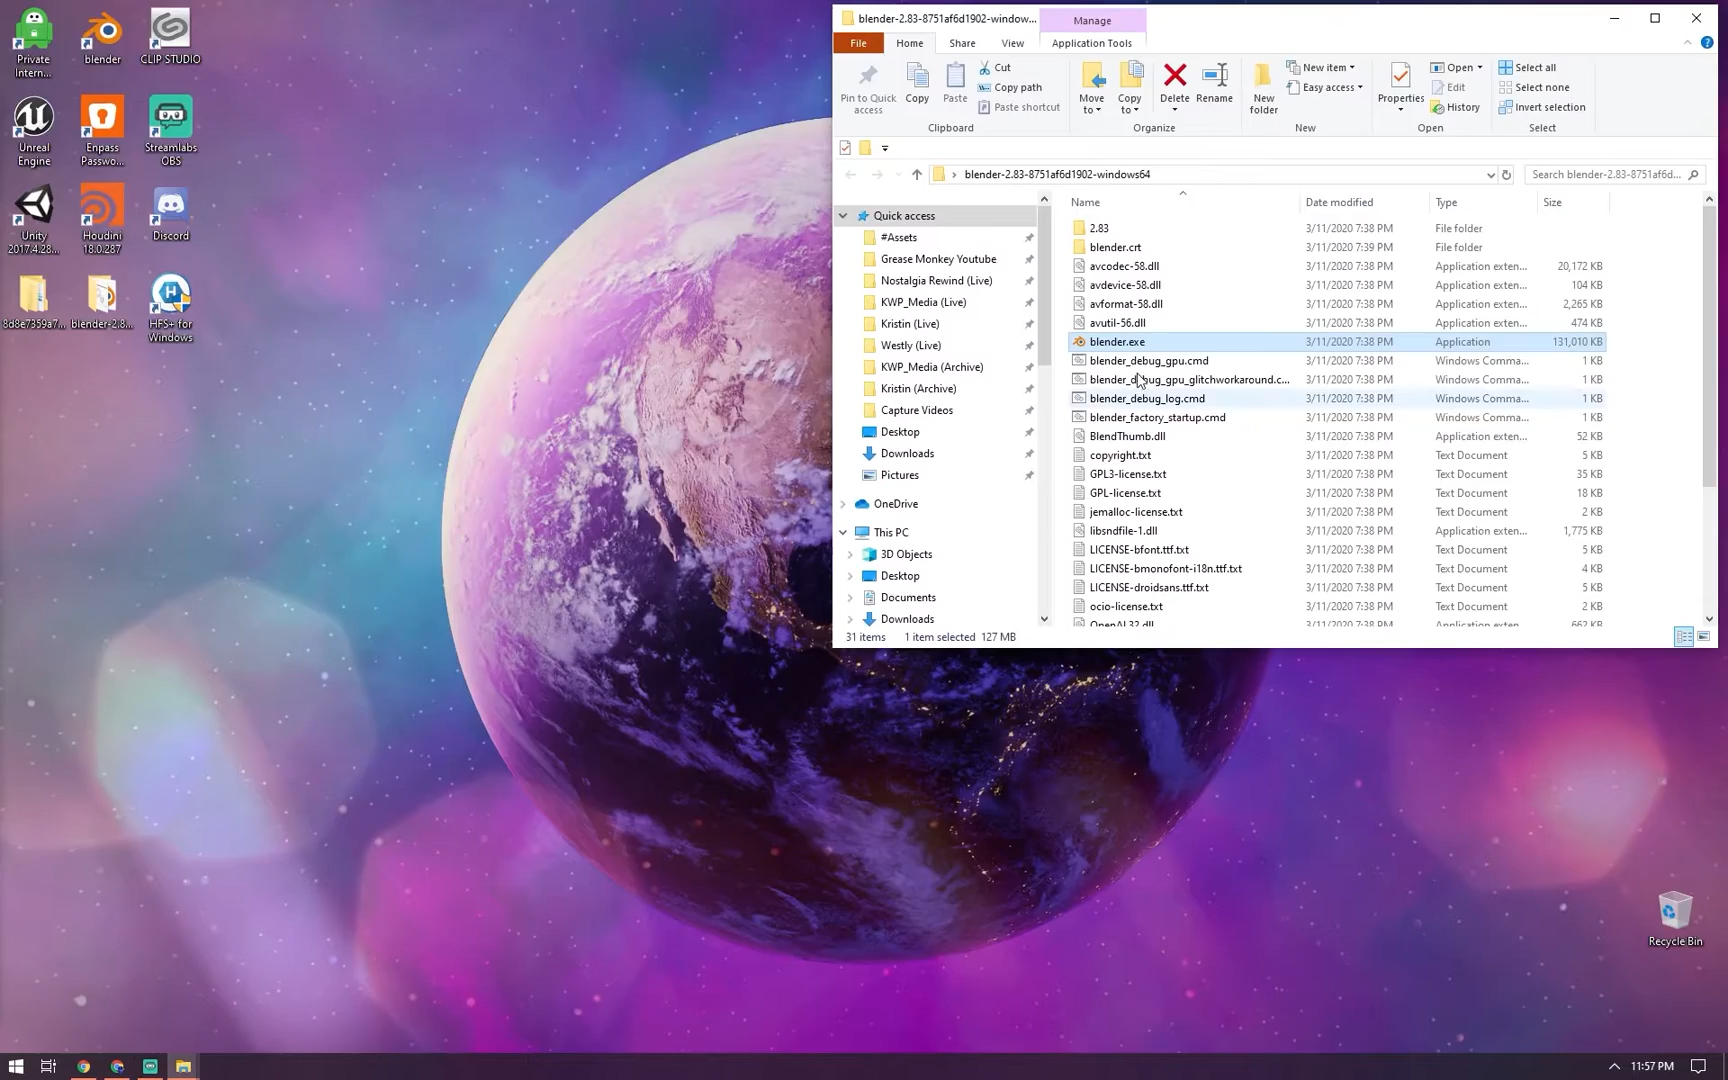 Private
Intern...
blender
CLIP STUDIO
Unreal
Engine
Enpass
Passwo...
Streamlabs
OBS
Unity
2017.4.28...
Houdini
18.0.287
Discord
8d8e7359a7...
blender-2.8...
HFS+ for
Windows
blender-2.83-8751af6d1902-window...
Manage
File
Home
Share
View
Application Tools
Pin to Quick
access
Copy
Paste
Cut
Copy path
Paste shortcut
Clipboard
Move
to
Copy
to
Delete
Rename
Organize
New
folder
New item
Easy access
New
Properties
Open
Edit
History
Open
Select all
Select none
Invert selection
Select
blender-2.83-8751af6d1902-windows64
Search blender-2.83-8751af6d...
Quick access
#Assets
Grease Monkey Youtube
Nostalgia Rewind (Live)
KWP_Media (Live)
Kristin (Live)
Westly (Live)
KWP_Media (Archive)
Kristin (Archive)
Capture Videos
Desktop
Downloads
Pictures
OneDrive
This PC
3D Objects
Desktop
Documents
Downloads
Name Date modified Type Size
2.83 3/11/2020 7:38 PM File folder
blender.crt 3/11/2020 7:39 PM File folder
avcodec-58.dll 3/11/2020 7:38 PM Application exten... 20,172 KB
avdevice-58.dll 3/11/2020 7:38 PM Application exten... 104 KB
avformat-58.dll 3/11/2020 7:38 PM Application exten... 2,265 KB
avutil-56.dll 3/11/2020 7:38 PM Application exten... 474 KB
blender.exe 3/11/2020 7:38 PM Application 131,010 KB
blender_debug_gpu.cmd 3/11/2020 7:38 PM Windows Comma... 1 KB
blender_debug_gpu_glitchworkaround.c... 3/11/2020 7:38 PM Windows Comma... 1 KB
blender_debug_log.cmd 3/11/2020 7:38 PM Windows Comma... 1 KB
blender_factory_startup.cmd 3/11/2020 7:38 PM Windows Comma... 1 KB
BlendThumb.dll 3/11/2020 7:38 PM Application exten... 52 KB
copyright.txt 3/11/2020 7:38 PM Text Document 5 KB
GPL3-license.txt 3/11/2020 7:38 PM Text Document 35 KB
GPL-license.txt 3/11/2020 7:38 PM Text Document 18 KB
jemalloc-license.txt 3/11/2020 7:38 PM Text Document 2 KB
libsndfile-1.dll 3/11/2020 7:38 PM Application exten... 1,775 KB
LICENSE-bfont.ttf.txt 3/11/2020 7:38 PM Text Document 5 KB
LICENSE-bmonofont-i18n.ttf.txt 3/11/2020 7:38 PM Text Document 4 KB
LICENSE-droidsans.ttf.txt 3/11/2020 7:38 PM Text Document 5 KB
ocio-license.txt 3/11/2020 7:38 PM Text Document 2 KB
OpenAL32.dll 3/11/2020 7:38 PM Application exten... 662 KB
31 items 1 item selected 127 MB
Recycle Bin
11:57 PM